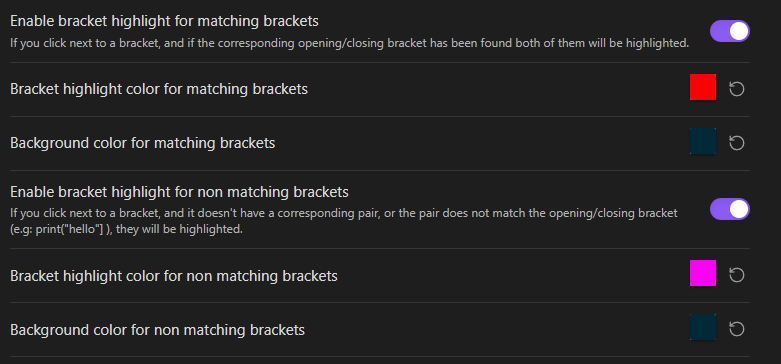 Enable bracket highlight for matching brackets
If you click next to a bracket, and if the corresponding opening/closing bracket has been found both of them will be highlighted.
Bracket highlight color for matching brackets
Background color for matching brackets
Enable bracket highlight for non matching brackets
If you click next to a bracket, and it doesn't have a corresponding pair, or the pair does not match the opening/closing bracket
(e.g: print("hello"] ), they will be highlighted.
Bracket highlight color for non matching brackets
Background color for non matching brackets